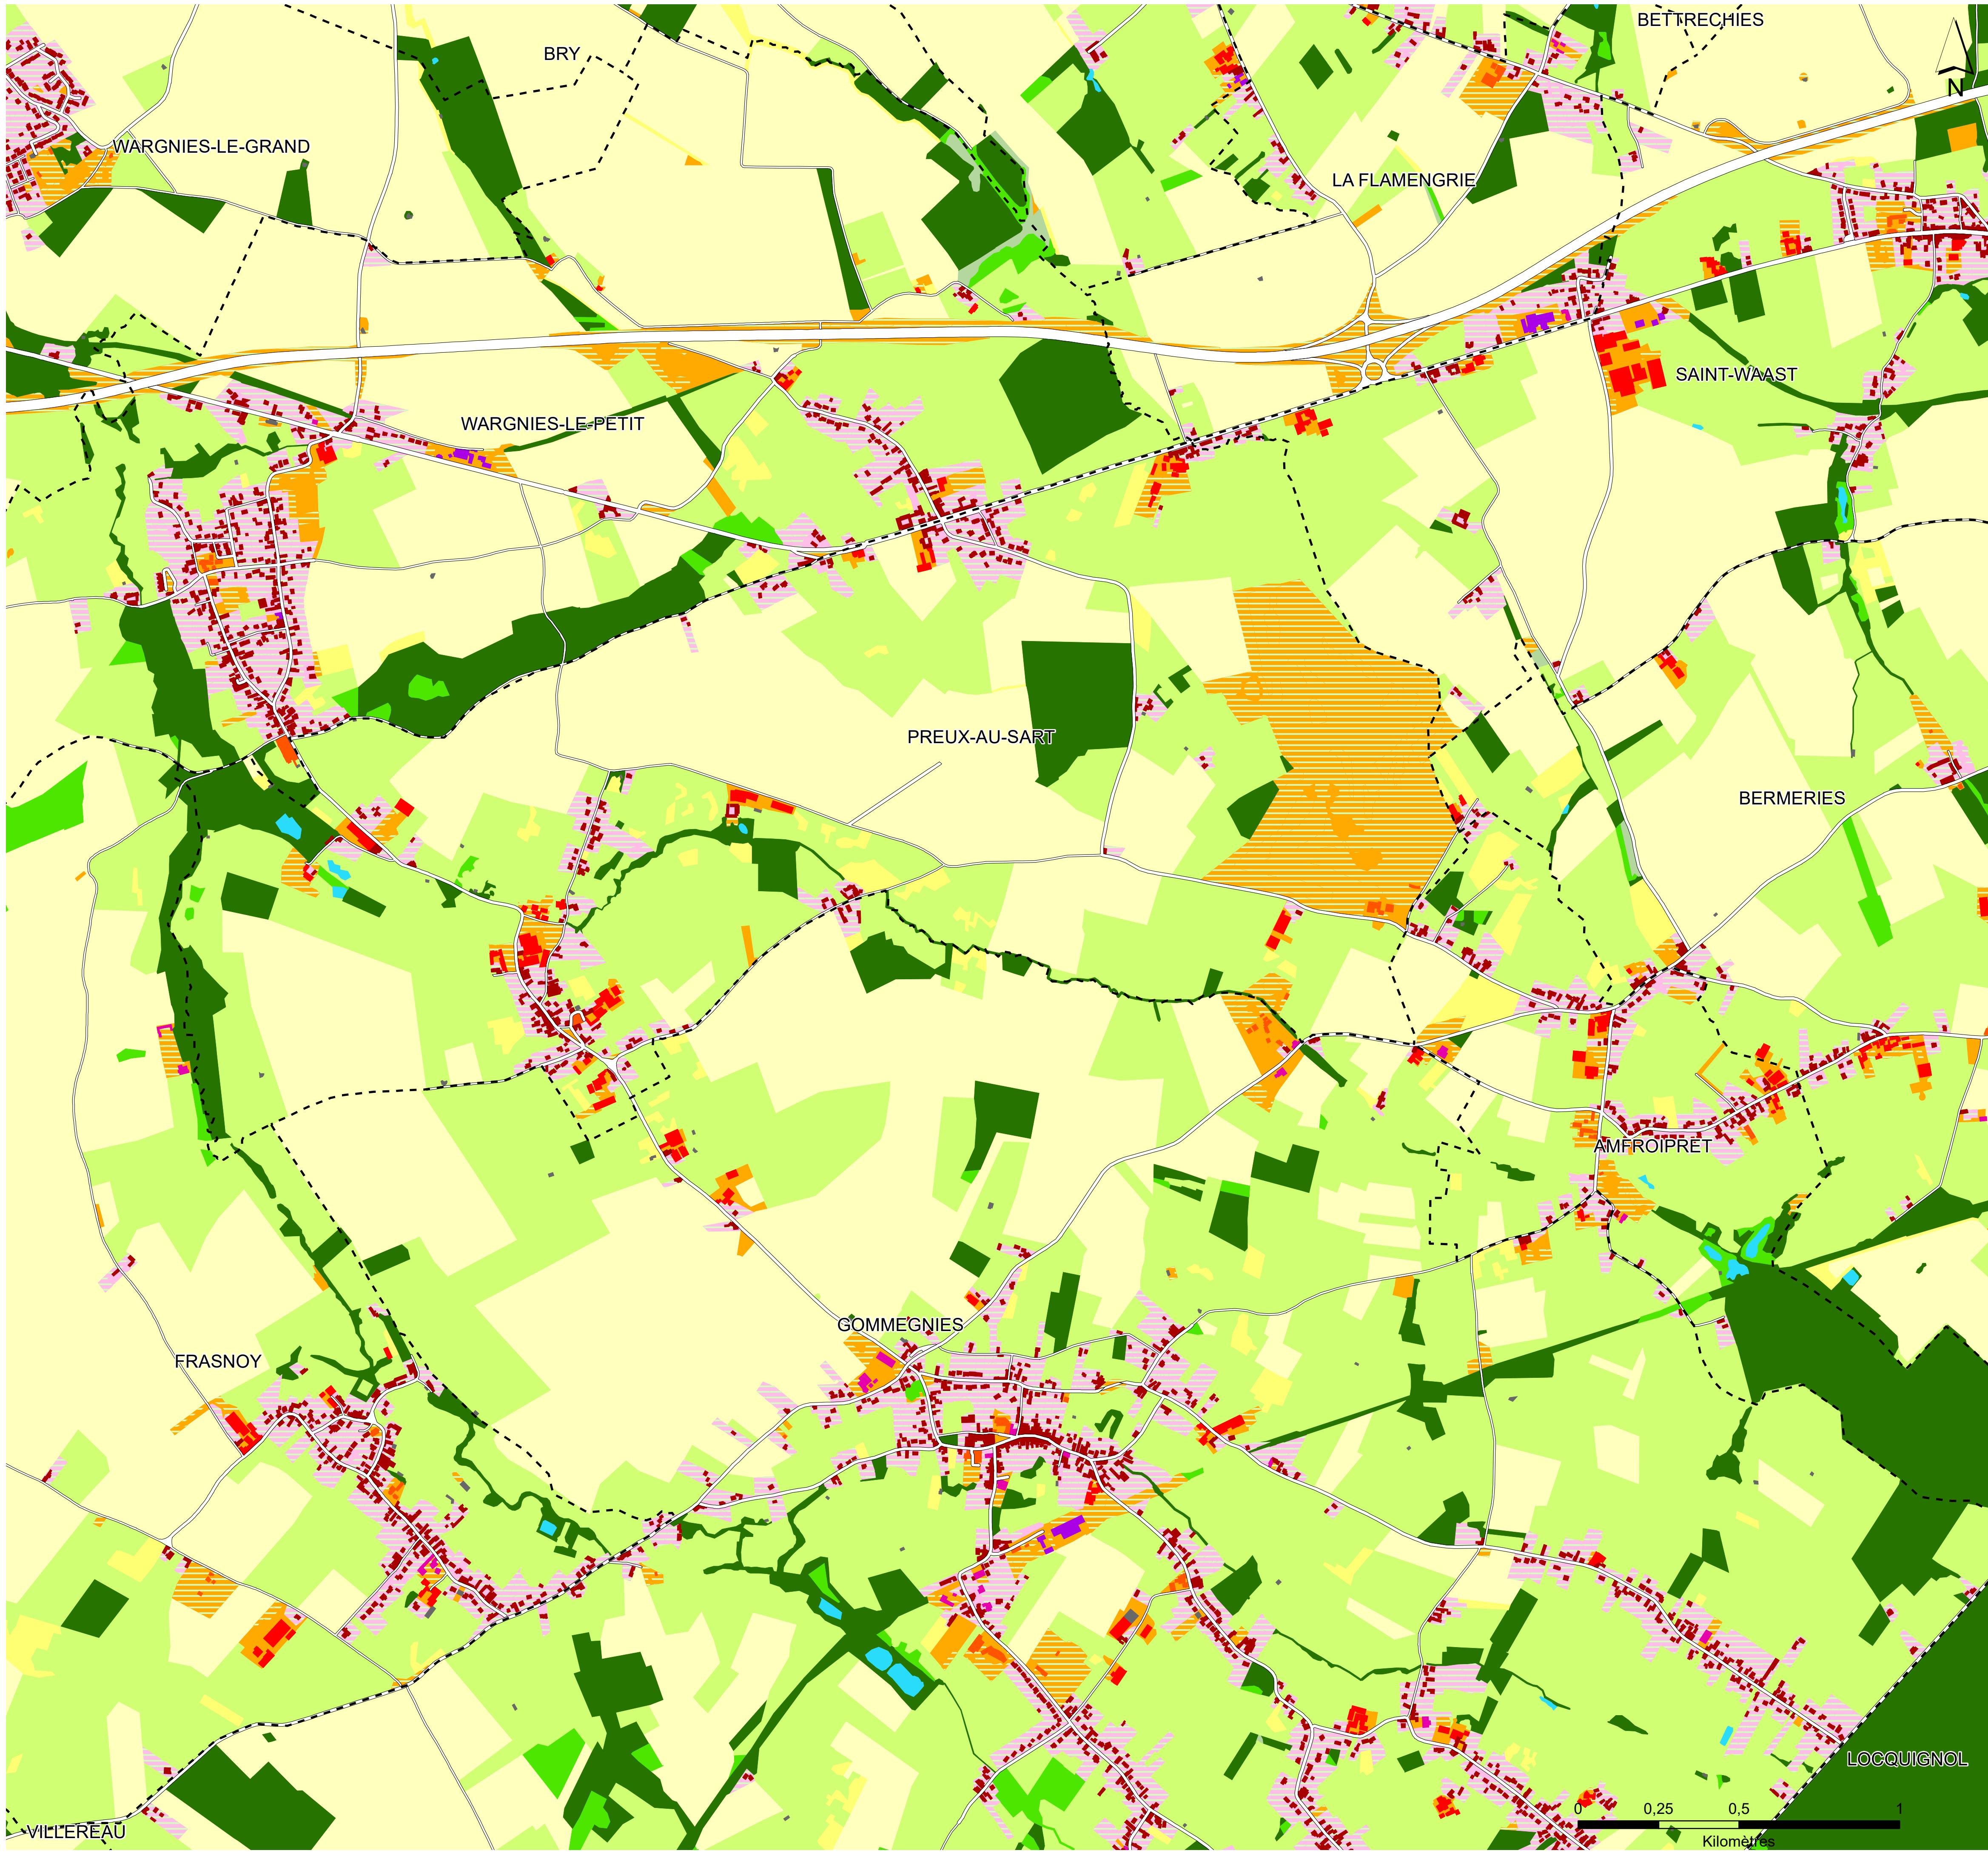 BETTRECHIES
BRY
N
WARGNIES-LE-GRAND
LA FLAMENGRIE
SAINT-WAAST
WARGNIES-LE-PETIT
PREUX-AU-SART
BERMERIES
AMFROIPRET
GOMMEGNIES
FRASNOY
LOCQUIGNOL
0 0,25 0,5 1
Kilomètres
VILLEREAU